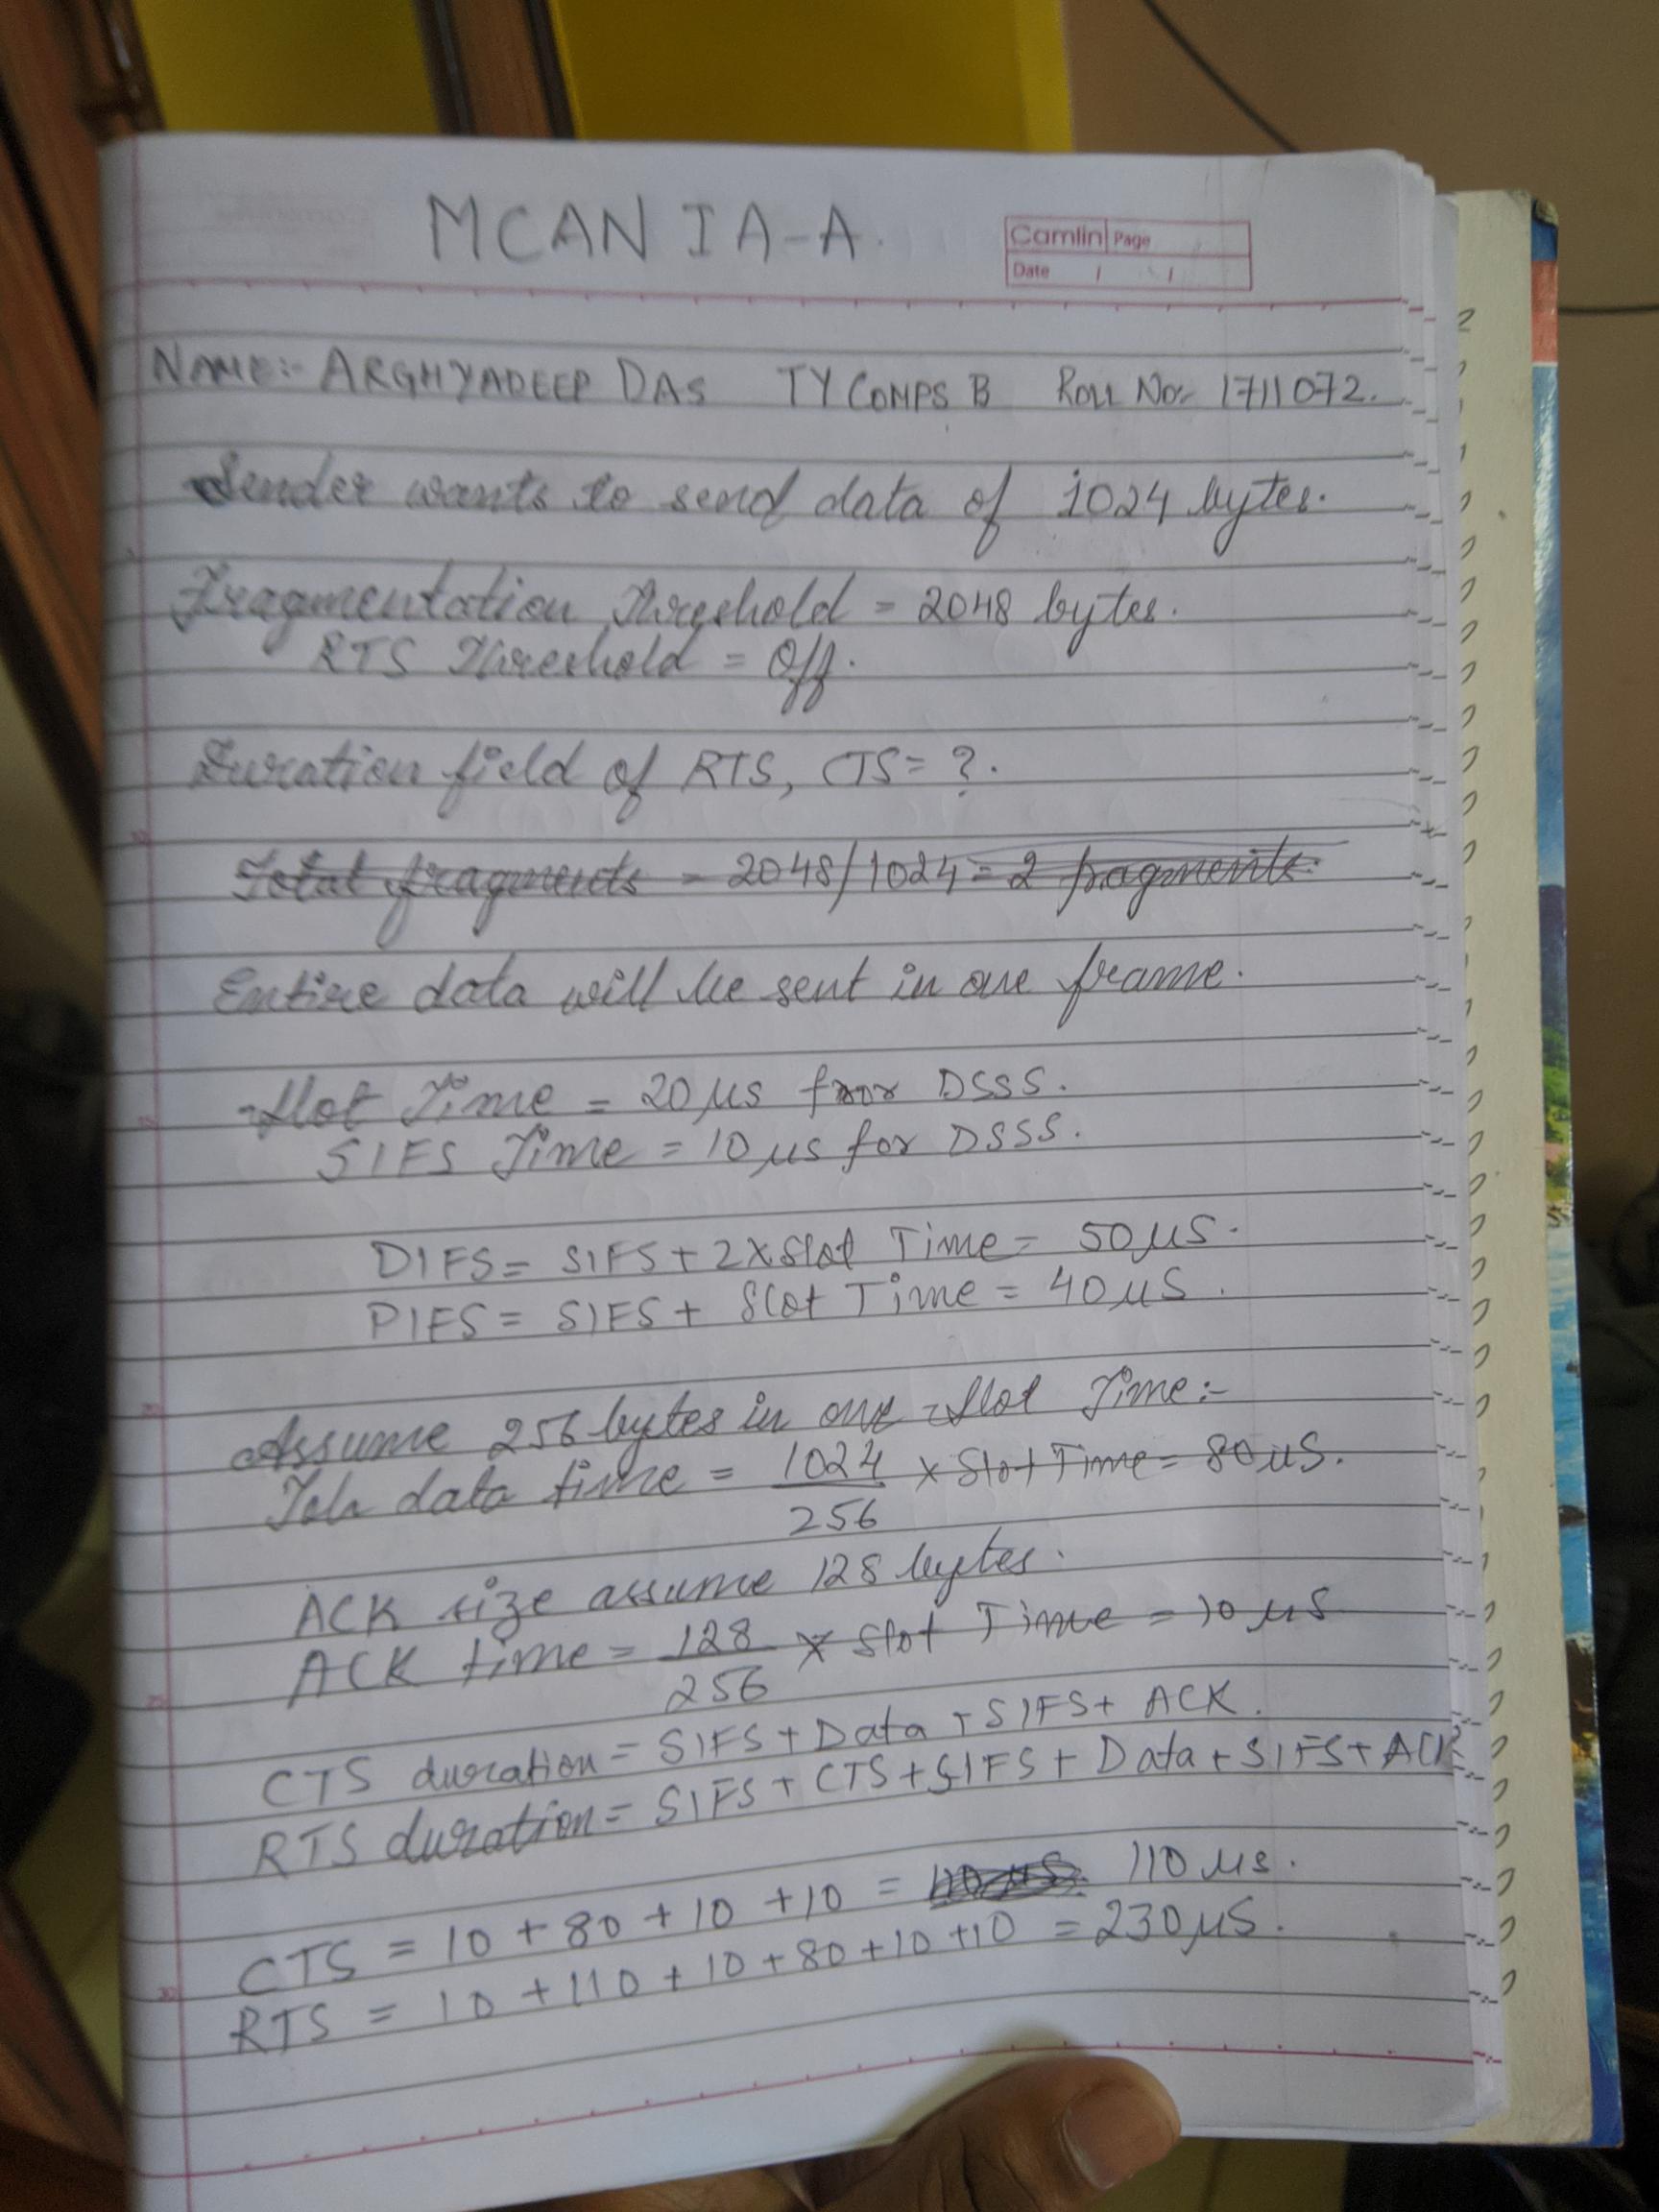 MCAN IA-A.
Camlin Page
Date / /
NAME:- ARGHYADEEP DAS TY COMPS B ROLL No:- 1711072.
Sender wants to send data of 1024 bytes.
Fragmentation Threshold = 2048 bytes.
RTS Threshold = Off.
Duration field of RTS, CTS = ?.
Total fragments = 2048/1024 = 2 fragments.
Entire data will be sent in one frame.
Slot Time = 20 μs for DSSS.
SIFS Time = 10 μs for DSSS.
DIFS = SIFS + 2 x Slot Time = 50 μs.
PIFS = SIFS + Slot Time = 40 μs.
Assume 256 bytes in one Slot Time:-
data time = 1024/256 x Slot Time = 80 μs.
ACK size assume 128 bytes.
ACK time = 128/256 x Slot Time = 10 μs
CTS duration = SIFS + Data + SIFS + ACK.
RTS duration = SIFS + CTS + SIFS + Data + SIFS + ACK
CTS = 10 + 80 + 10 + 10 = 110 μs.
RTS = 10 + 110 + 10 + 80 + 10 + 10 = 230 μs.